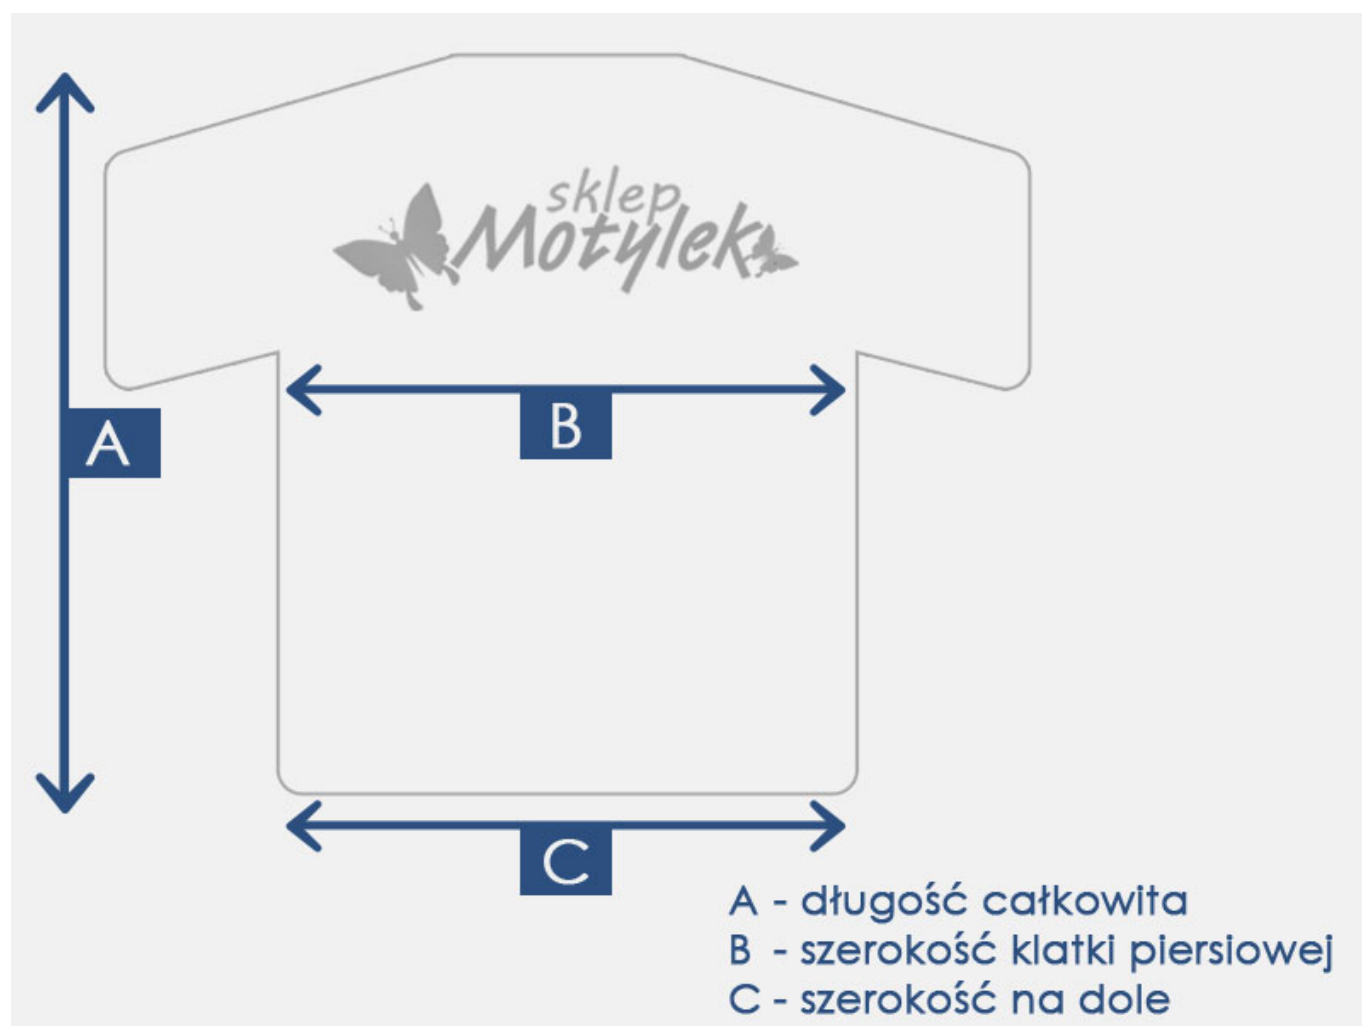 sklep
Motylek
A
B
C
A - długość całkowita
B - szerokość klatki piersiowej
C - szerokość na dole